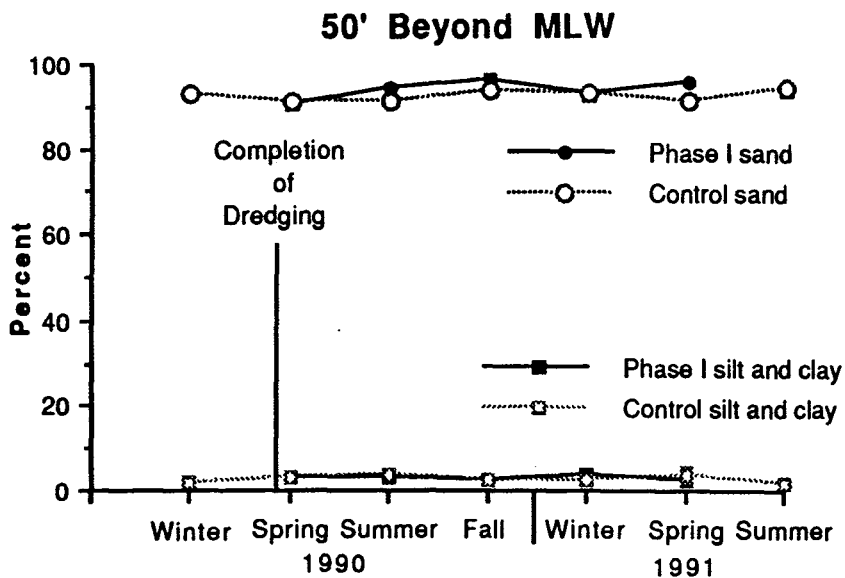 50' Beyond MLW
Percent
100
80
60
40
20
0
Completion
of
Dredging
Phase I sand
Control sand
Phase I silt and clay
Control silt and clay
Winter Spring Summer Fall Winter Spring Summer
1990 1991